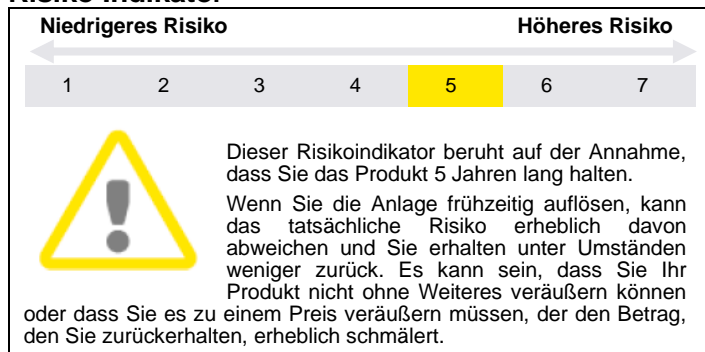 Niedrigeres Risiko Höheres Risiko
1 2 3 4 5 6 7
Dieser Risikoindikator beruht auf der Annahme,
dass Sie das Produkt 5 Jahren lang halten.
Wenn Sie die Anlage frühzeitig auflösen, kann
das tatsächliche Risiko erheblich davon
abweichen und Sie erhalten unter Umständen
weniger zurück. Es kann sein, dass Sie Ihr
Produkt nicht ohne Weiteres veräußern können
oder dass Sie es zu einem Preis veräußern müssen, der den Betrag,
den Sie zurückerhalten, erheblich schmälert.